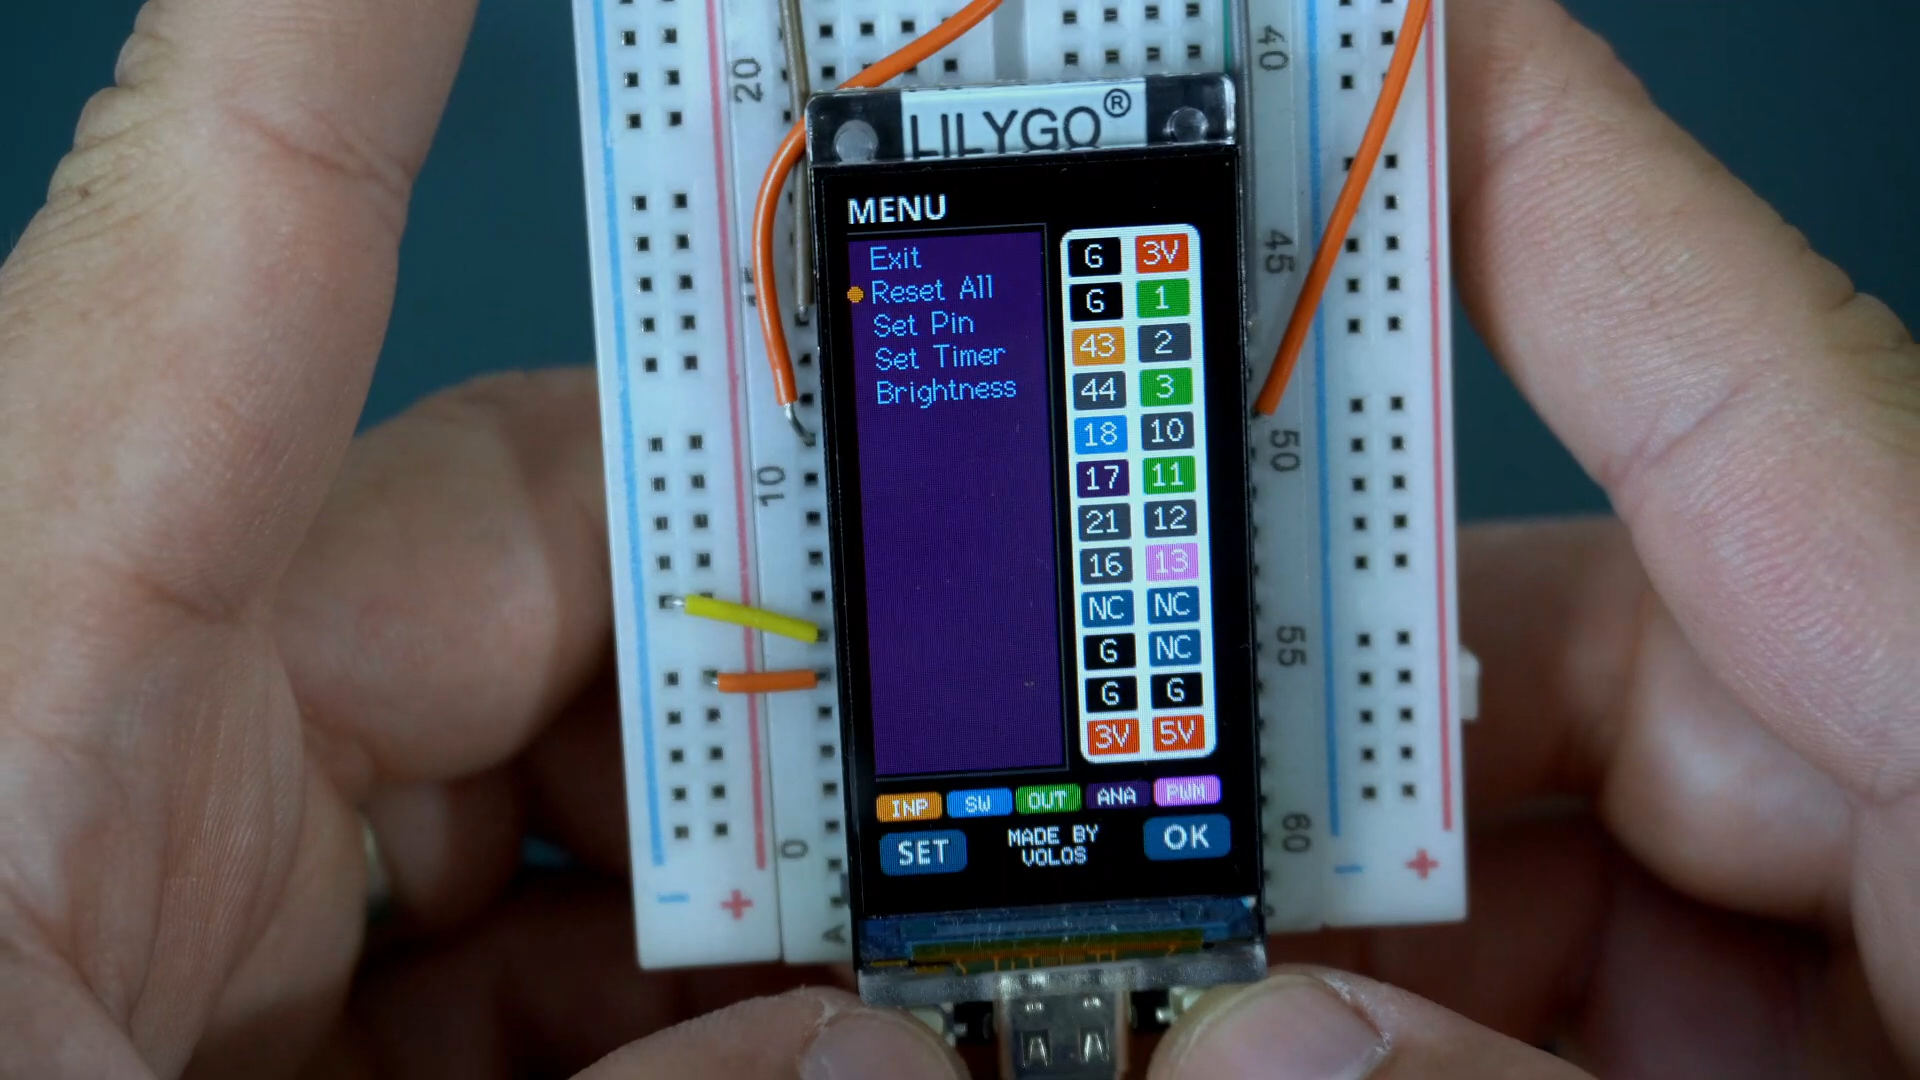 20
40
LILYGO®
MENU
Exit
Reset All
Set Pin
Set Timer
Brightness
G 3V
G 1
43 2
44 3
18 10
17 11
21 12
16 13
NC NC
G NC
G G
3V 5V
INP SW OUT ANA PWM
SET
MADE BY
VOLOS
OK
45
10
50
55
0
60
A
− +
− +